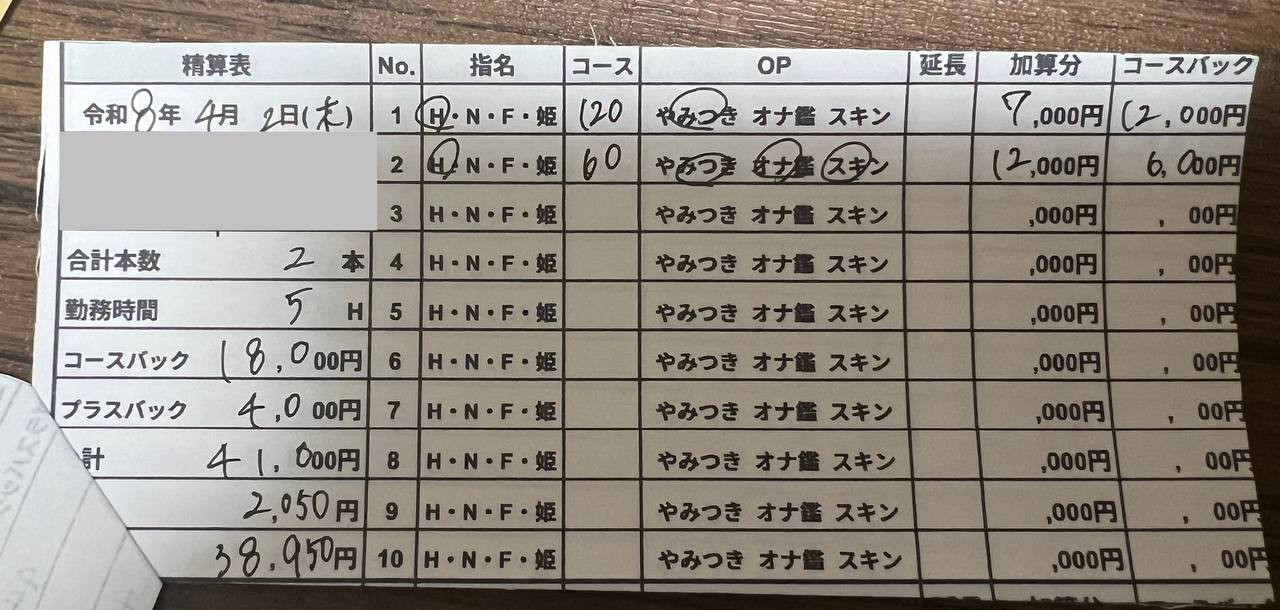 精算表 No. 指名 コース OP 延長 加算分 コースバック
令和8年 4月 2日(木) 1 H・N・F・姫 120 やみつき オナ鑑 スキン 7,000円 12,000円
2 H・N・F・姫 60 やみつき オナ鑑 スキン 12,000円 6,000円
3 H・N・F・姫 やみつき オナ鑑 スキン ,000円 , 00円
合計本数 2 本 4 H・N・F・姫 やみつき オナ鑑 スキン ,000円 , 00円
勤務時間 5 H 5 H・N・F・姫 やみつき オナ鑑 スキン ,000円 , 00円
コースバック 18,000円 6 H・N・F・姫 やみつき オナ鑑 スキン ,000円 , 00円
プラスバック 4,000円 7 H・N・F・姫 やみつき オナ鑑 スキン ,000円 , 00円
計 41,000円 8 H・N・F・姫 やみつき オナ鑑 スキン ,000円 , 00円
2,050円 9 H・N・F・姫 やみつき オナ鑑 スキン ,000円 , 00円
38,950円 10 H・N・F・姫 やみつき オナ鑑 スキン ,000円 , 00円